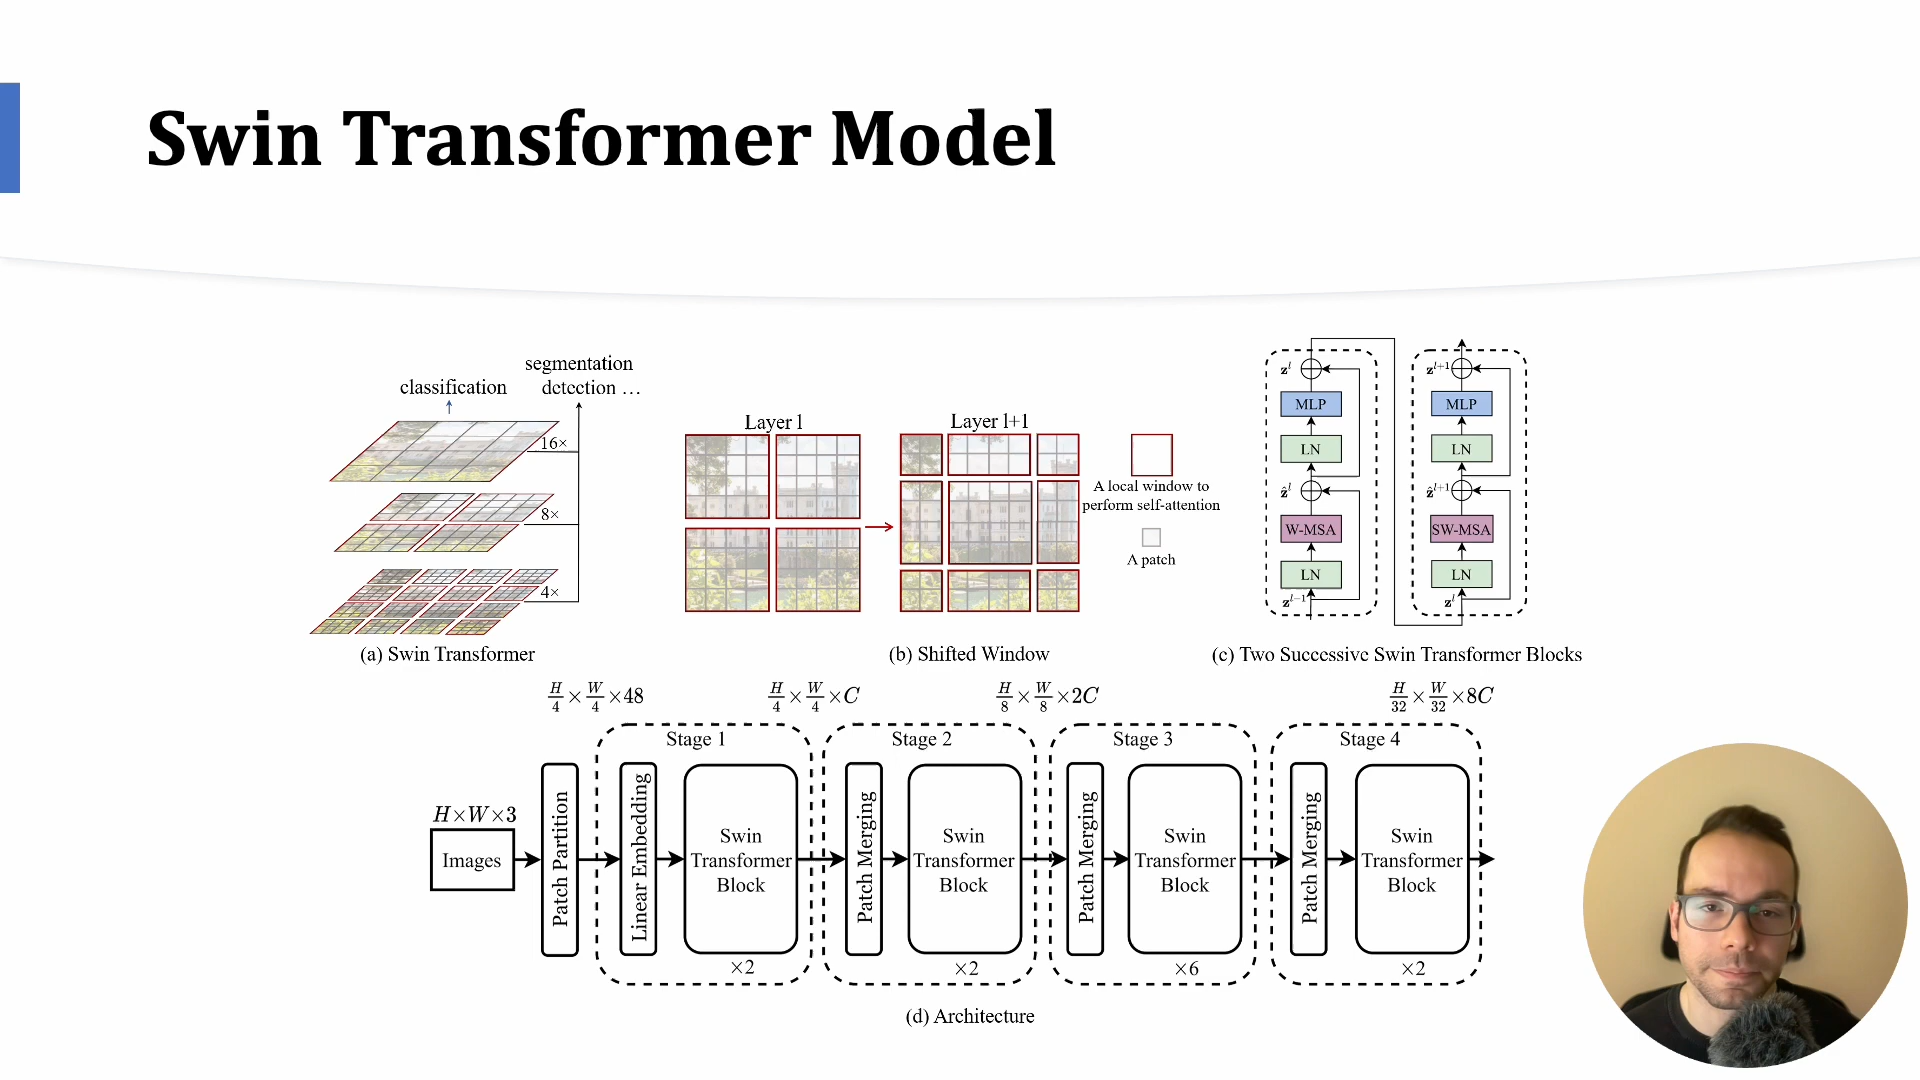 Swin Transformer Model
segmentation
classification
detection …
16×
8×
4×
(a) Swin Transformer
Layer l
Layer l+1
A local window to
perform self-attention
A patch
(b) Shifted Window
z^l
MLP
LN
ẑ^l
W-MSA
LN
z^{l-1}
z^{l+1}
MLP
LN
ẑ^{l+1}
SW-MSA
LN
z^l
(c) Two Successive Swin Transformer Blocks
H/4 × W/4 × 48
H/4 × W/4 × C
H/8 × W/8 × 2C
H/32 × W/32 × 8C
H×W×3
Images
Patch Partition
Stage 1
Linear Embedding
Swin
Transformer
Block
×2
Stage 2
Patch Merging
Swin
Transformer
Block
×2
Stage 3
Patch Merging
Swin
Transformer
Block
×6
Stage 4
Patch Merging
Swin
Transformer
Block
×2
(d) Architecture